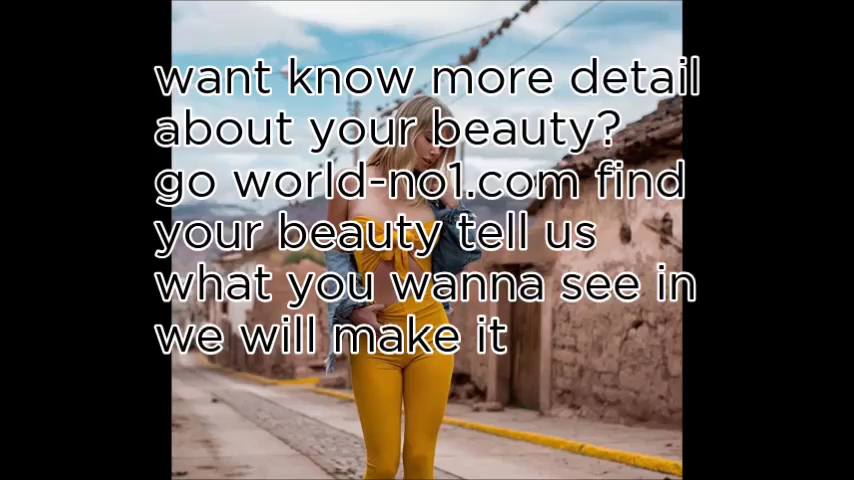 want know more detail
about your beauty?
go world-no1.com find
your beauty tell us
what you wanna see in
we will make it